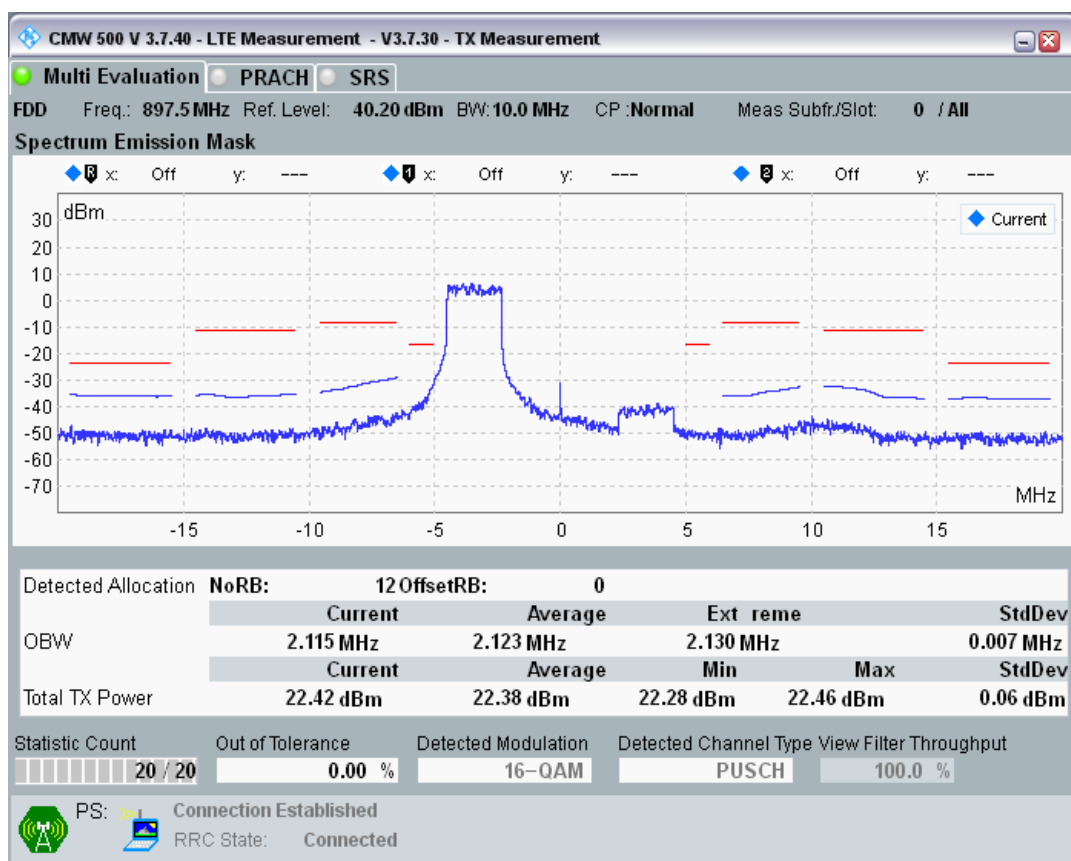 CMW 500 V 3.7.40 - LTE Measurement - V3.7.30 - TX Measurement
Multi Evaluation PRACH SRS
FDD Freq.: 897.5 MHz Ref. Level: 40.20 dBm BW: 10.0 MHz CP :Normal Meas Subfr./Slot: 0 / All
Spectrum Emission Mask
R x: Off y: --- 1 x: Off y: --- 2 x: Off y: ---
dBm
Current
30
20
10
0
-10
-20
-30
-40
-50
-60
-70
MHz
-15 -10 -5 0 5 10 15
Detected Allocation NoRB: 12 OffsetRB: 0
Current Average Ext reme StdDev
OBW 2.115 MHz 2.123 MHz 2.130 MHz 0.007 MHz
Current Average Min Max StdDev
Total TX Power 22.42 dBm 22.38 dBm 22.28 dBm 22.46 dBm 0.06 dBm
Statistic Count Out of Tolerance Detected Modulation Detected Channel Type View Filter Throughput
20 / 20 0.00 % 16-QAM PUSCH 100.0 %
PS: Connection Established
RRC State: Connected